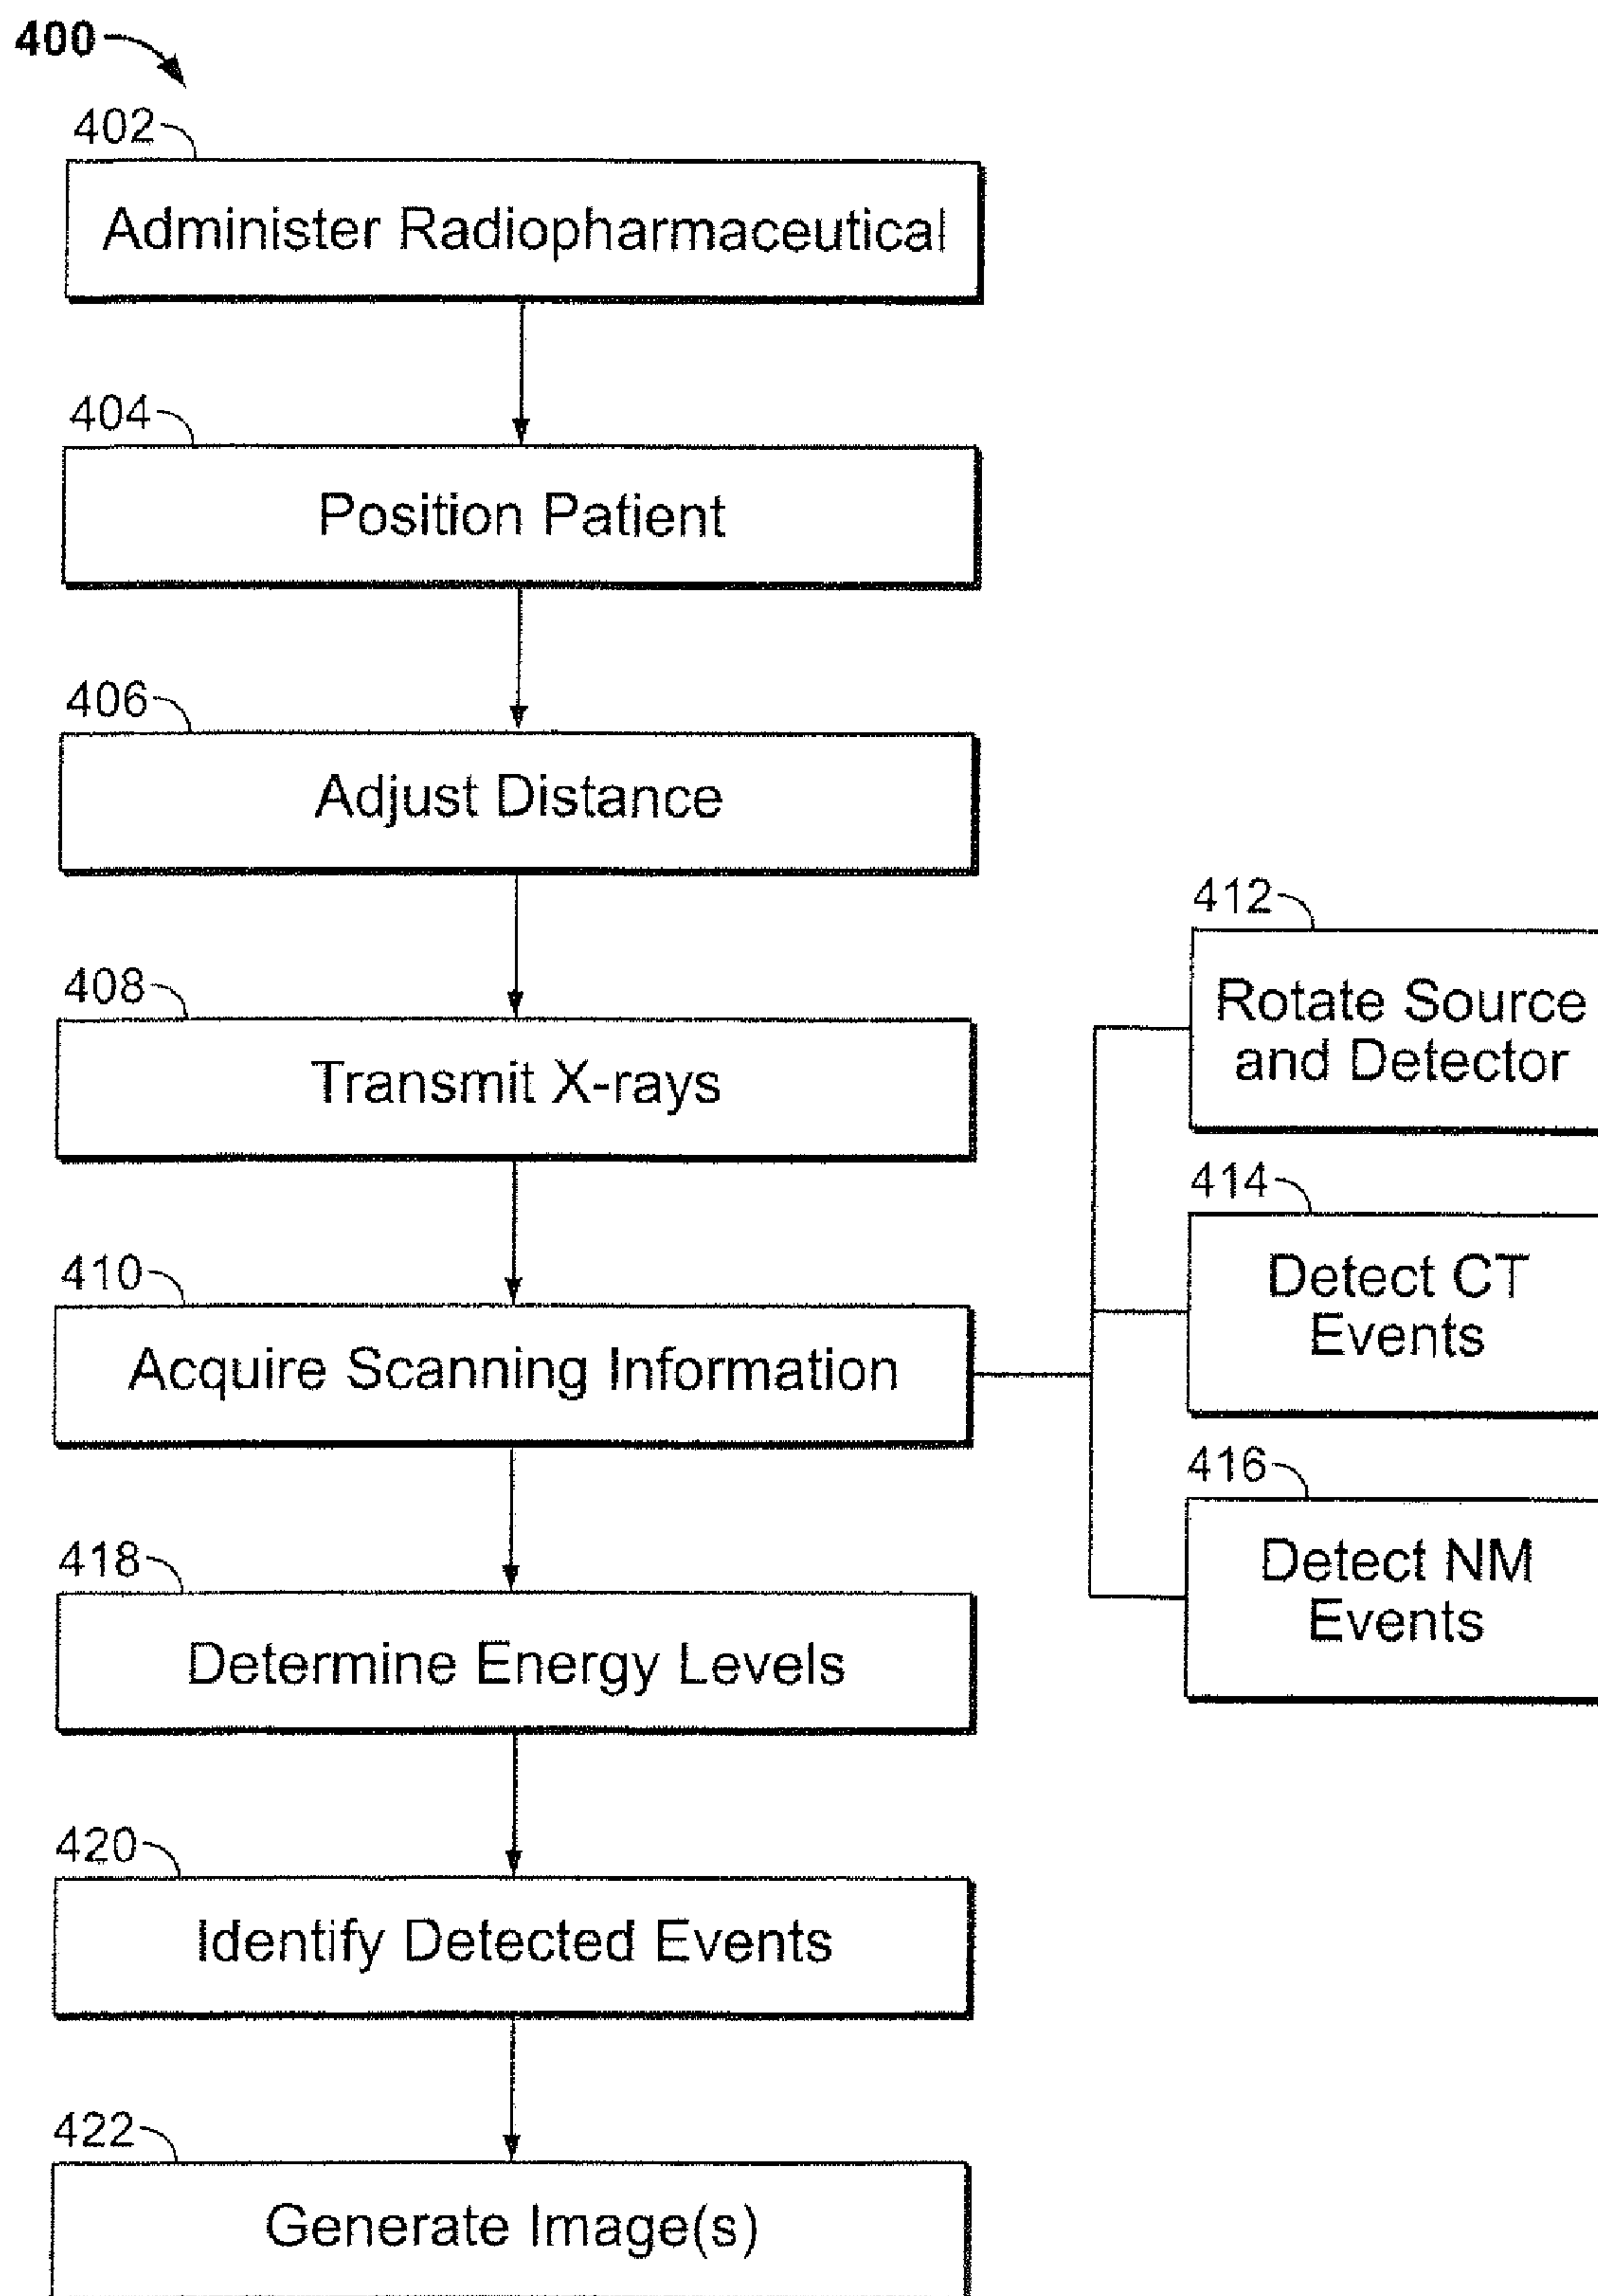 400
402
Administer Radiopharmaceutical
404
Position Patient
406
Adjust Distance
408
Transmit X-rays
410
Acquire Scanning Information
412
Rotate Source
and Detector
414
Detect CT
Events
416
Detect NM
Events
418
Determine Energy Levels
420
Identify Detected Events
422
Generate Image(s)